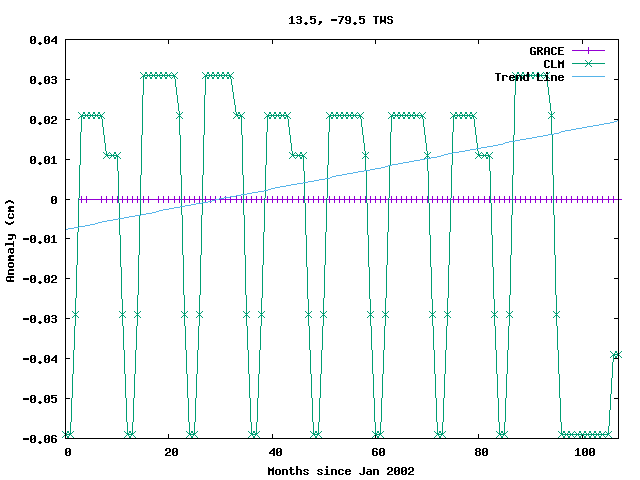 13.5, -79.5 TWS
GRACE
CLM
Trend Line
0.04
0.03
0.02
0.01
0
-0.01
-0.02
-0.03
-0.04
-0.05
-0.06
Anomaly (cm)
0 20 40 60 80 100
Months since Jan 2002